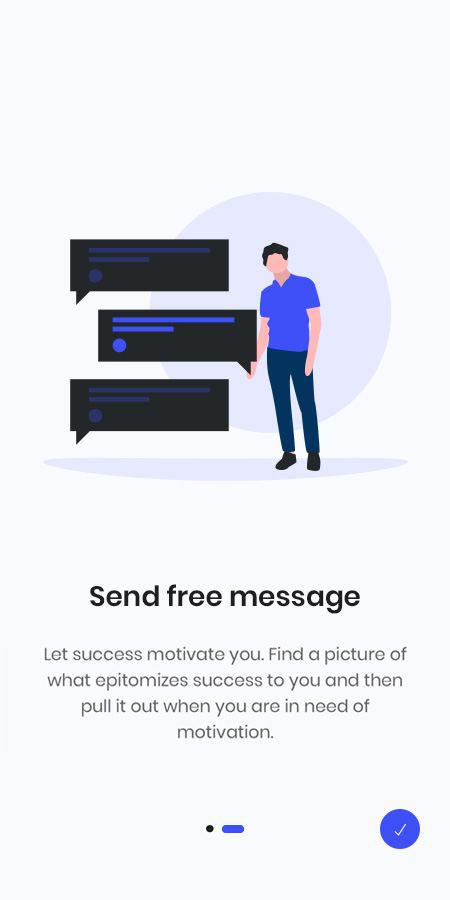 Send free message
Let success motivate you. Find a picture of
what epitomizes success to you and then
pull it out when you are in need of
motivation.